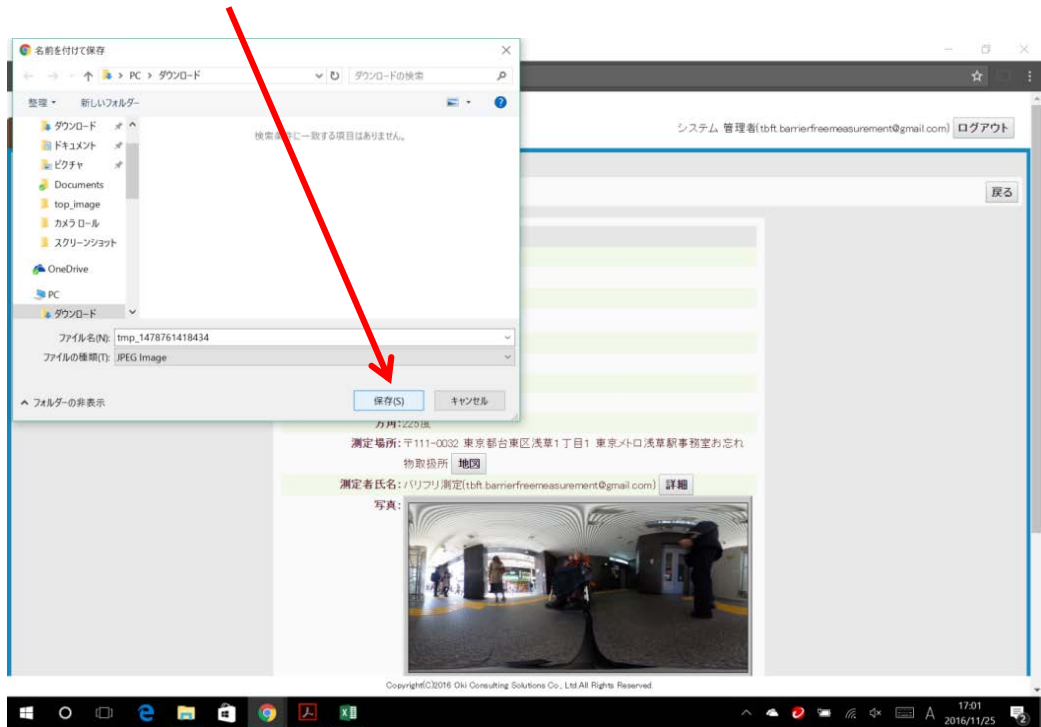 名前を付けて保存
PC > ダウンロード
ダウンロードの検索
整理
新しいフォルダー
ダウンロード
ドキュメント
ピクチャ
Documents
top_image
カメラ ロール
スクリーンショット
OneDrive
PC
ダウンロード
検索条件に一致する項目はありません。
ファイル名(N): tmp_1478761418434
ファイルの種類(T): JPEG Image
フォルダーの非表示
保存(S)
キャンセル
システム 管理者(tbft.barrierfreemeasurement@gmail.com) ログアウト
戻る
方角:225度
測定場所:〒111-0032 東京都台東区浅草1丁目1 東京メトロ浅草駅事務室お忘れ
物取扱所 地図
測定者氏名:バリフリ測定(tbft.barrierfreemeasurement@gmail.com) 詳細
写真:
Copyright(C)2016 Oki Consulting Solutions Co., Ltd.All Rights Reserved.
A
17:01
2016/11/25
2